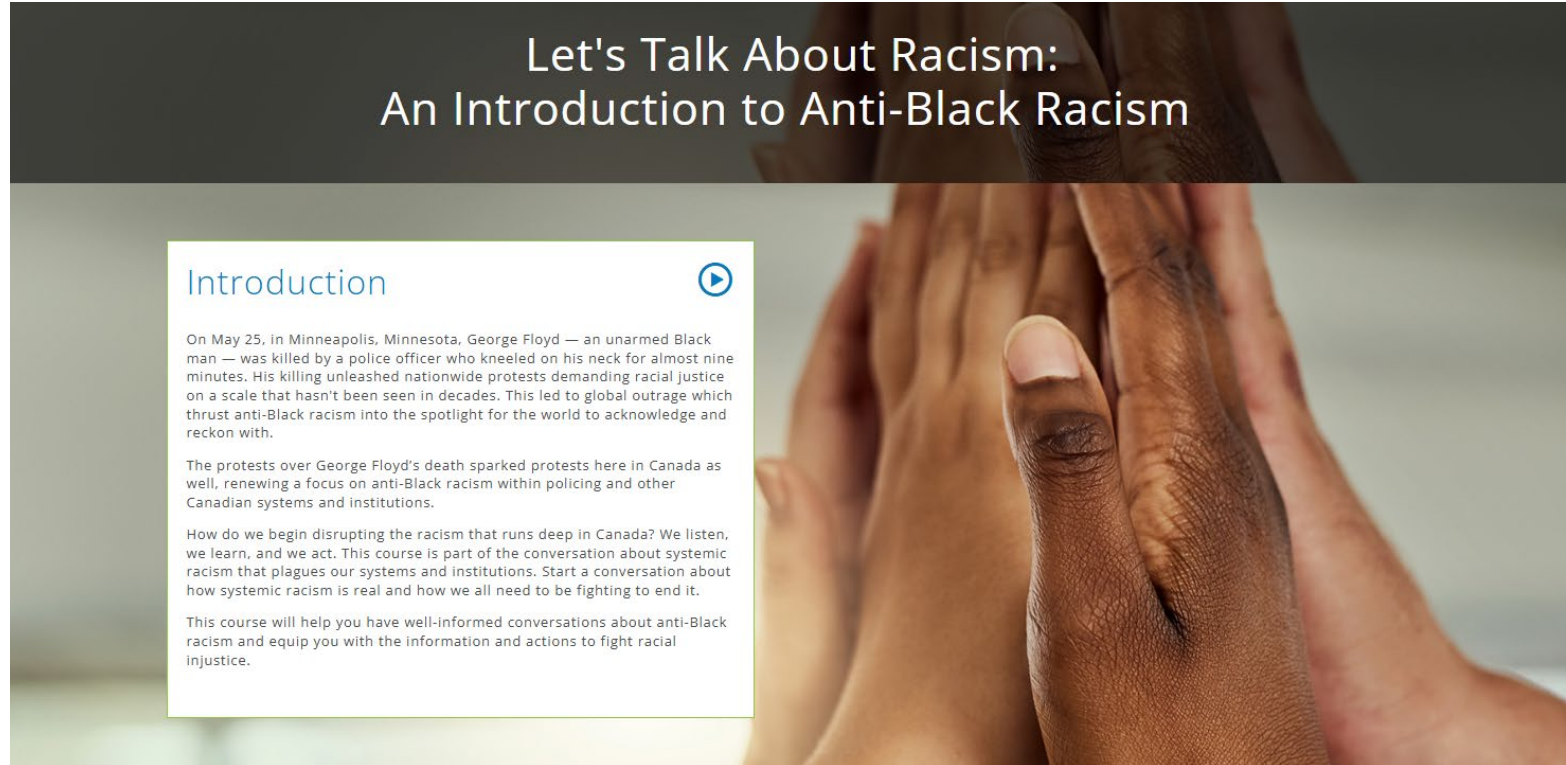 Let's Talk About Racism:
An Introduction to Anti-Black Racism
Introduction
On May 25, in Minneapolis, Minnesota, George Floyd — an unarmed Black
man — was killed by a police officer who kneeled on his neck for almost nine
minutes. His killing unleashed nationwide protests demanding racial justice
on a scale that hasn't been seen in decades. This led to global outrage which
thrust anti-Black racism into the spotlight for the world to acknowledge and
reckon with.
The protests over George Floyd's death sparked protests here in Canada as
well, renewing a focus on anti-Black racism within policing and other
Canadian systems and institutions.
How do we begin disrupting the racism that runs deep in Canada? We listen,
we learn, and we act. This course is part of the conversation about systemic
racism that plagues our systems and institutions. Start a conversation about
how systemic racism is real and how we all need to be fighting to end it.
This course will help you have well-informed conversations about anti-Black
racism and equip you with the information and actions to fight racial
injustice.